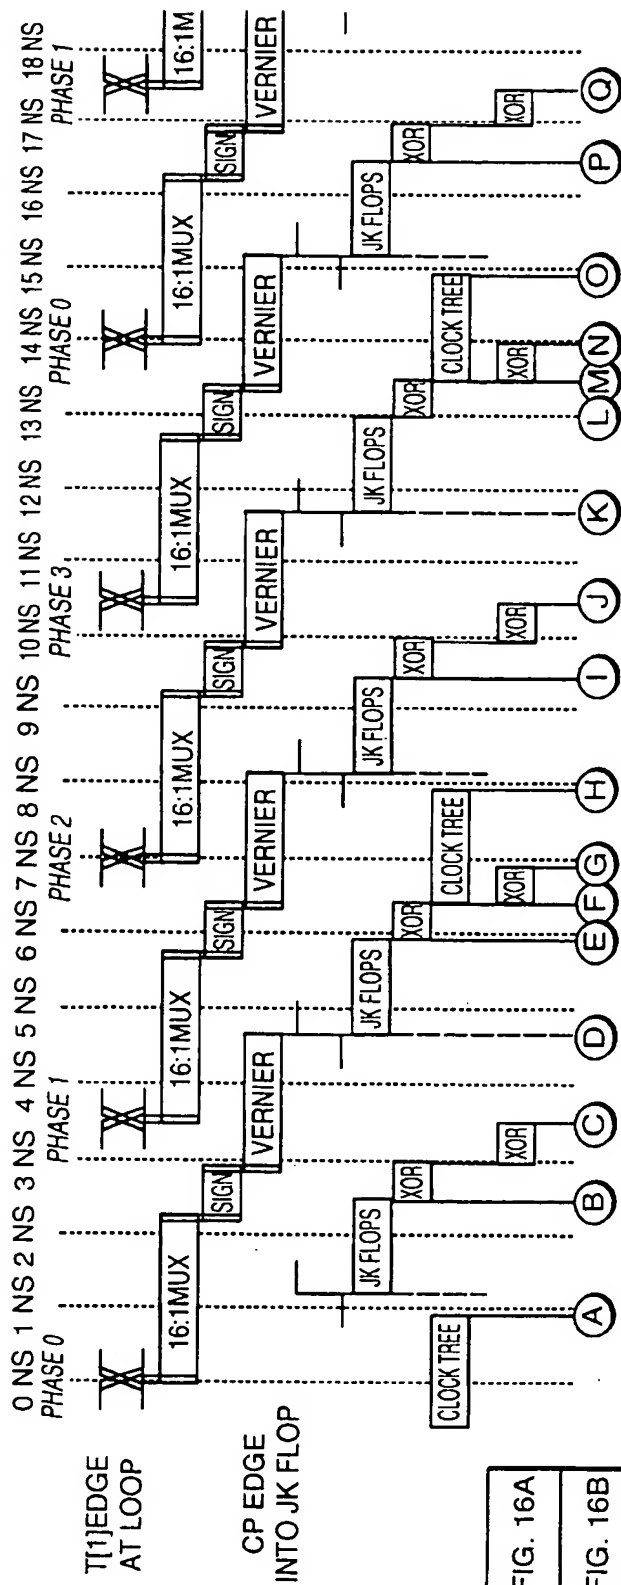 0 NS 1 NS 2 NS 3 NS 4 NS 5 NS 6 NS 7 NS 8 NS 9 NS 10 NS 11 NS 12 NS 13 NS 14 NS 15 NS 16 NS 17 NS 18 NS
PHASE 0 PHASE 1 PHASE 2 PHASE 3 PHASE 0 PHASE 1
T[1]EDGE
AT LOOP
16:1MUX 16:1MUX 16:1MUX 16:1MUX 16:1MUX 16:1M
SIGN SIGN SIGN SIGN SIGN
VERNIER VERNIER VERNIER VERNIER VERNIER
CP EDGE
INTO JK FLOP
JK FLOPS JK FLOPS JK FLOPS JK FLOPS JK FLOPS
XOR XOR XOR XOR XOR
CLOCK TREE CLOCK TREE CLOCK TREE
XOR XOR XOR XOR XOR
A B C D E F G H I J K L M N O P Q
FIG. 16A
FIG. 16B